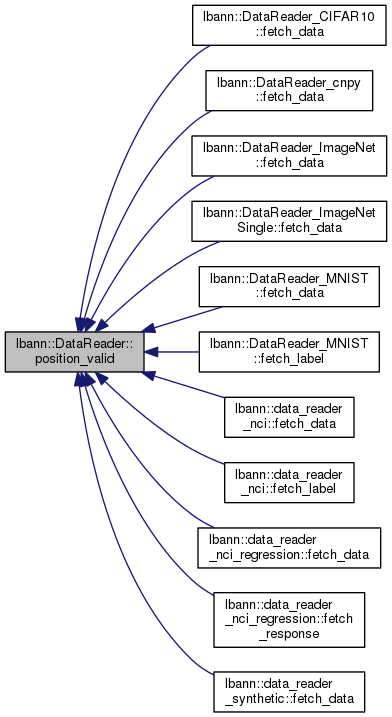 lbann::DataReader_CIFAR10
::fetch_data
lbann::DataReader_cnpy
::fetch_data
lbann::DataReader_ImageNet
::fetch_data
lbann::DataReader_ImageNet
Single::fetch_data
lbann::DataReader_MNIST
::fetch_data
lbann::DataReader::
position_valid
lbann::DataReader_MNIST
::fetch_label
lbann::data_reader
_nci::fetch_data
lbann::data_reader
_nci::fetch_label
lbann::data_reader
_nci_regression::fetch_data
lbann::data_reader
_nci_regression::fetch
_response
lbann::data_reader
_synthetic::fetch_data